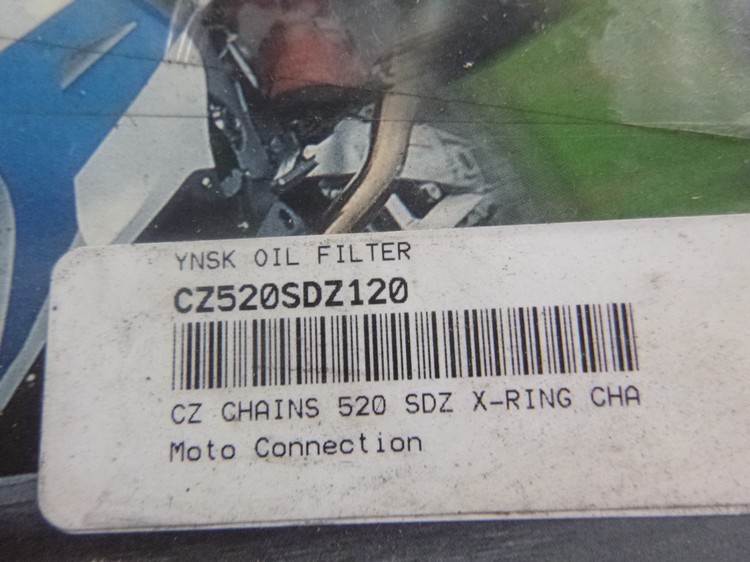 YNSK OIL FILTER
CZ520SDZ120
CZ CHAINS 520 SDZ X-RING CHA
Moto Connection